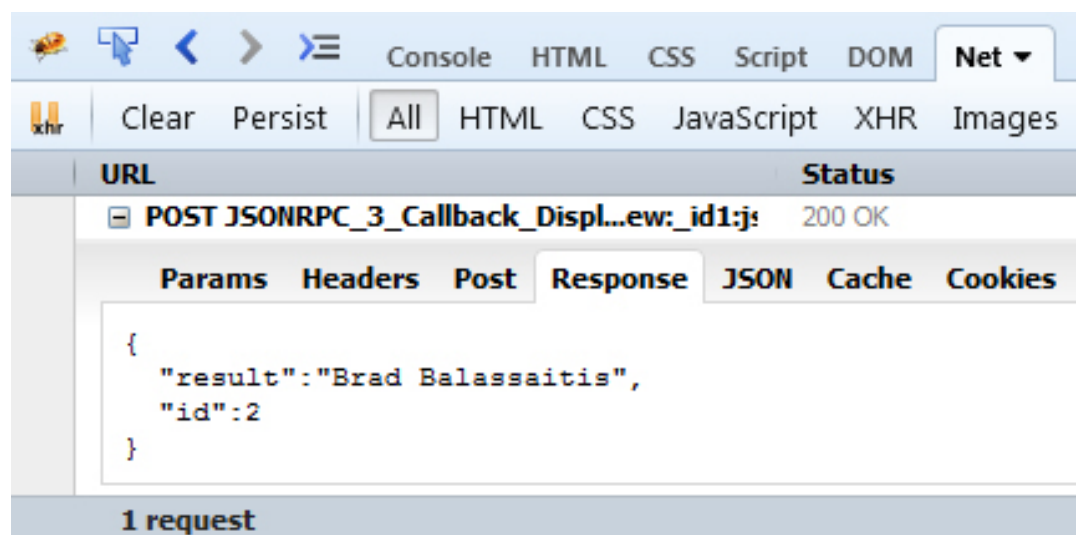 Console HTML CSS Script DOM Net
xhr Clear Persist All HTML CSS JavaScript XHR Images
URL Status
POST JSONRPC_3_Callback_Displ...ew:_id1:js 200 OK
Params Headers Post Response JSON Cache Cookies
{
"result":"Brad Balassaitis",
"id":2
}
1 request